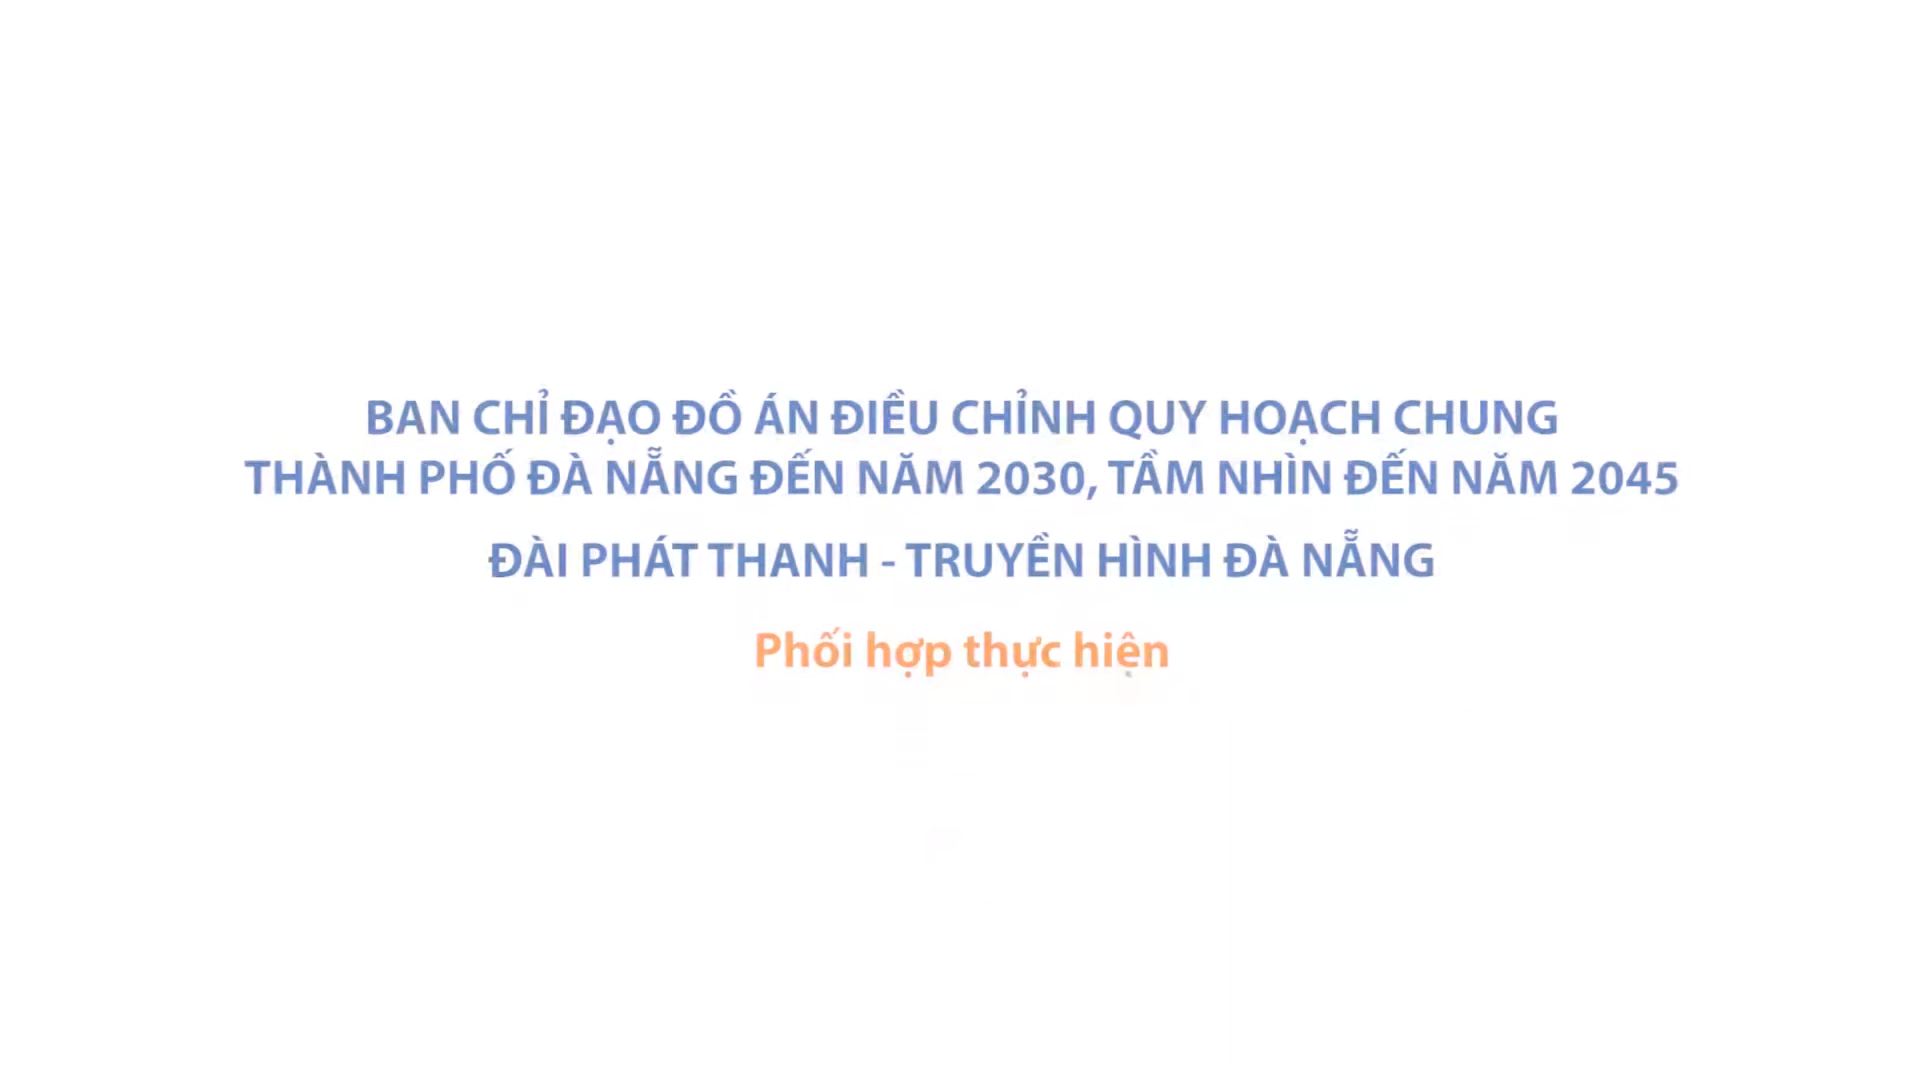 BAN CHỈ ĐẠO ĐỒ ÁN ĐIỀU CHỈNH QUY HOẠCH CHUNG
THÀNH PHỐ ĐÀ NẴNG ĐẾN NĂM 2030, TẦM NHÌN ĐẾN NĂM 2045
ĐÀI PHÁT THANH - TRUYỀN HÌNH ĐÀ NẴNG
Phối hợp thực hiện